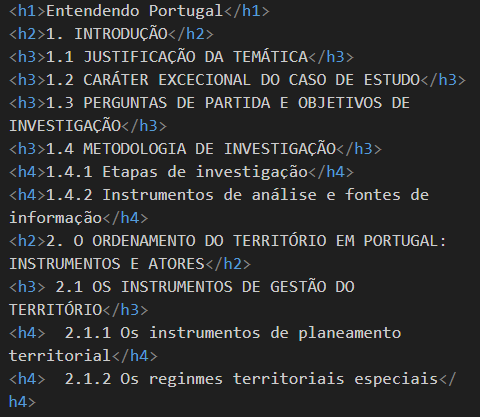 <h1>Entendendo Portugal</h1>
<h2>1. INTRODUÇÃO</h2>
<h3>1.1 JUSTIFICAÇÃO DA TEMÁTICA</h3>
<h3>1.2 CARÁTER EXCECIONAL DO CASO DE ESTUDO</h3>
<h3>1.3 PERGUNTAS DE PARTIDA E OBJETIVOS DE
INVESTIGAÇÃO</h3>
<h3>1.4 METODOLOGIA DE INVESTIGAÇÃO</h3>
<h4>1.4.1 Etapas de investigação</h4>
<h4>1.4.2 Instrumentos de análise e fontes de
informação</h4>
<h2>2. O ORDENAMENTO DO TERRITÓRIO EM PORTUGAL:
INSTRUMENTOS E ATORES</h2>
<h3> 2.1 OS INSTRUMENTOS DE GESTÃO DO
TERRITÓRIO</h3>
<h4>  2.1.1 Os instrumentos de planeamento
territorial</h4>
<h4>  2.1.2 Os reginmes territoriais especiais</
h4>